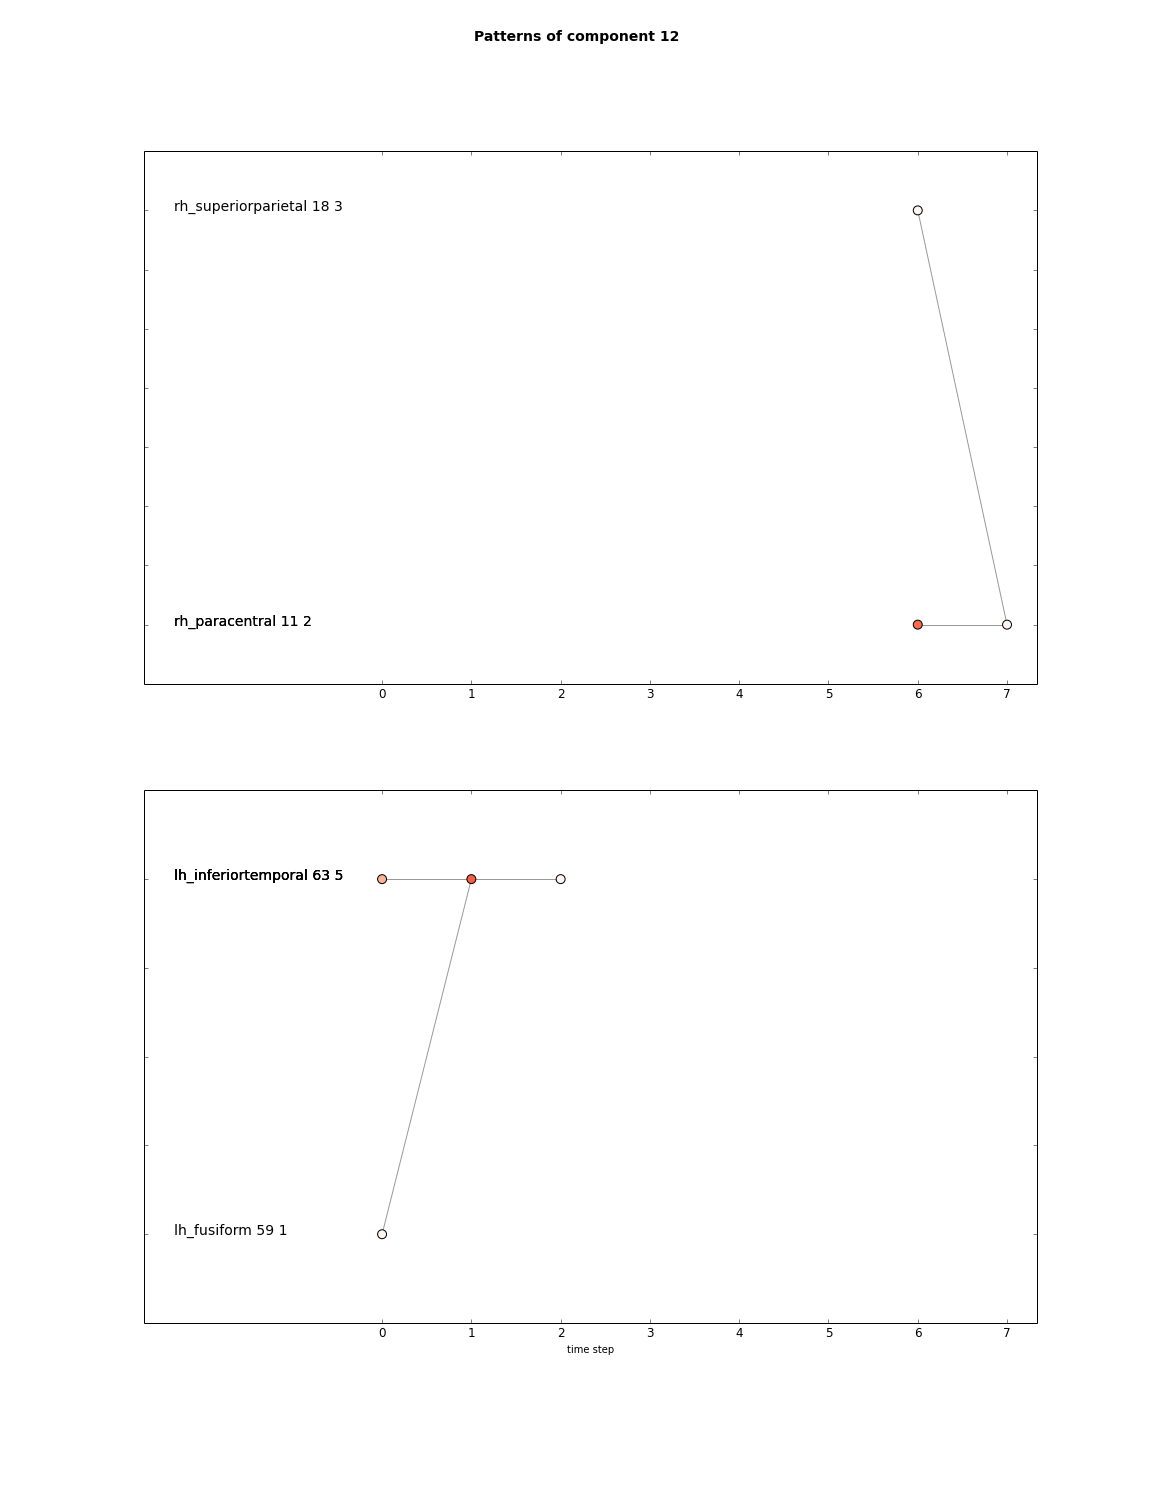 Patterns of component 12
rh_superiorparietal 18 3
rh_paracentral 11 2
0 1 2 3 4 5 6 7
lh_inferiortemporal 63 5
lh_fusiform 59 1
0 1 2 3 4 5 6 7
time step